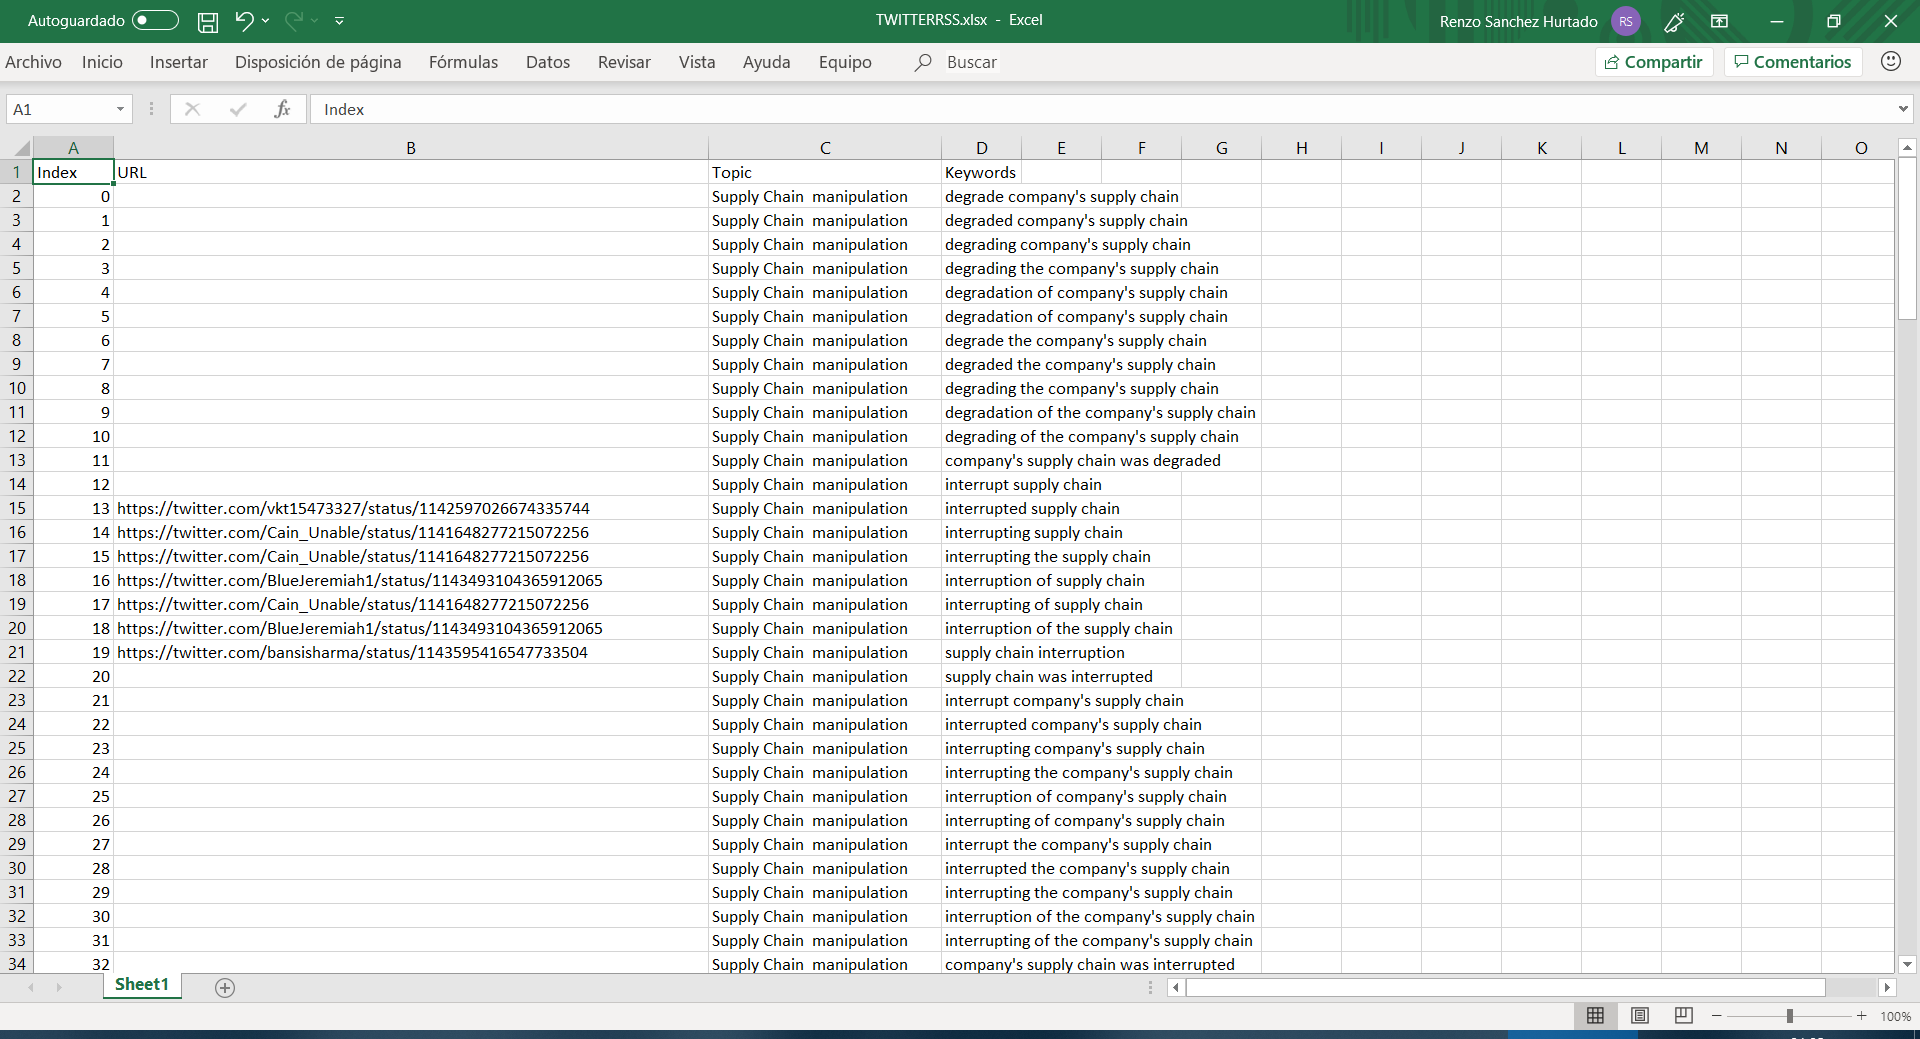 Autoguardado
TWITTERRSS.xlsx - Excel
Renzo Sanchez Hurtado RS
Archivo Inicio Insertar Disposición de página Fórmulas Datos Revisar Vista Ayuda Equipo Buscar Compartir Comentarios
A1 fx Index
A B C D E F G H I J K L M N O
1 Index URL Topic Keywords
2 0 Supply Chain  manipulation degrade company's supply chain
3 1 Supply Chain  manipulation degraded company's supply chain
4 2 Supply Chain  manipulation degrading company's supply chain
5 3 Supply Chain  manipulation degrading the company's supply chain
6 4 Supply Chain  manipulation degradation of company's supply chain
7 5 Supply Chain  manipulation degradation of company's supply chain
8 6 Supply Chain  manipulation degrade the company's supply chain
9 7 Supply Chain  manipulation degraded the company's supply chain
10 8 Supply Chain  manipulation degrading the company's supply chain
11 9 Supply Chain  manipulation degradation of the company's supply chain
12 10 Supply Chain  manipulation degrading of the company's supply chain
13 11 Supply Chain  manipulation company's supply chain was degraded
14 12 Supply Chain  manipulation interrupt supply chain
15 13 https://twitter.com/vkt15473327/status/1142597026674335744 Supply Chain  manipulation interrupted supply chain
16 14 https://twitter.com/Cain_Unable/status/1141648277215072256 Supply Chain  manipulation interrupting supply chain
17 15 https://twitter.com/Cain_Unable/status/1141648277215072256 Supply Chain  manipulation interrupting the supply chain
18 16 https://twitter.com/BlueJeremiah1/status/1143493104365912065 Supply Chain  manipulation interruption of supply chain
19 17 https://twitter.com/Cain_Unable/status/1141648277215072256 Supply Chain  manipulation interrupting of supply chain
20 18 https://twitter.com/BlueJeremiah1/status/1143493104365912065 Supply Chain  manipulation interruption of the supply chain
21 19 https://twitter.com/bansisharma/status/1143595416547733504 Supply Chain  manipulation supply chain interruption
22 20 Supply Chain  manipulation supply chain was interrupted
23 21 Supply Chain  manipulation interrupt company's supply chain
24 22 Supply Chain  manipulation interrupted company's supply chain
25 23 Supply Chain  manipulation interrupting company's supply chain
26 24 Supply Chain  manipulation interrupting the company's supply chain
27 25 Supply Chain  manipulation interruption of company's supply chain
28 26 Supply Chain  manipulation interrupting of company's supply chain
29 27 Supply Chain  manipulation interrupt the company's supply chain
30 28 Supply Chain  manipulation interrupted the company's supply chain
31 29 Supply Chain  manipulation interrupting the company's supply chain
32 30 Supply Chain  manipulation interruption of the company's supply chain
33 31 Supply Chain  manipulation interrupting of the company's supply chain
34 32 Supply Chain  manipulation company's supply chain was interrupted
Sheet1
100%